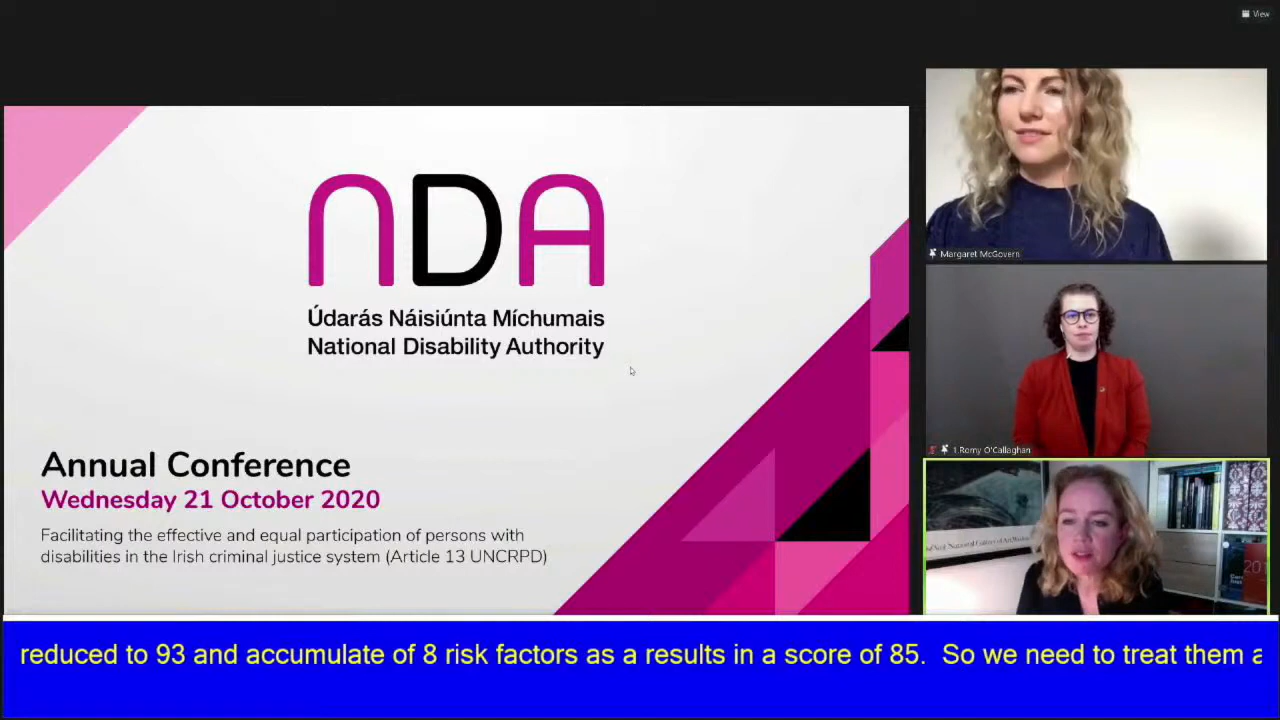 View
NDA
Údarás Náisiúnta Míchumais
National Disability Authority
Annual Conference
Wednesday 21 October 2020
Facilitating the effective and equal participation of persons with
disabilities in the Irish criminal justice system (Article 13 UNCRPD)
Margaret McGovern
1.Romy O'Callaghan
reduced to 93 and accumulate of 8 risk factors as a results in a score of 85.  So we need to treat them a